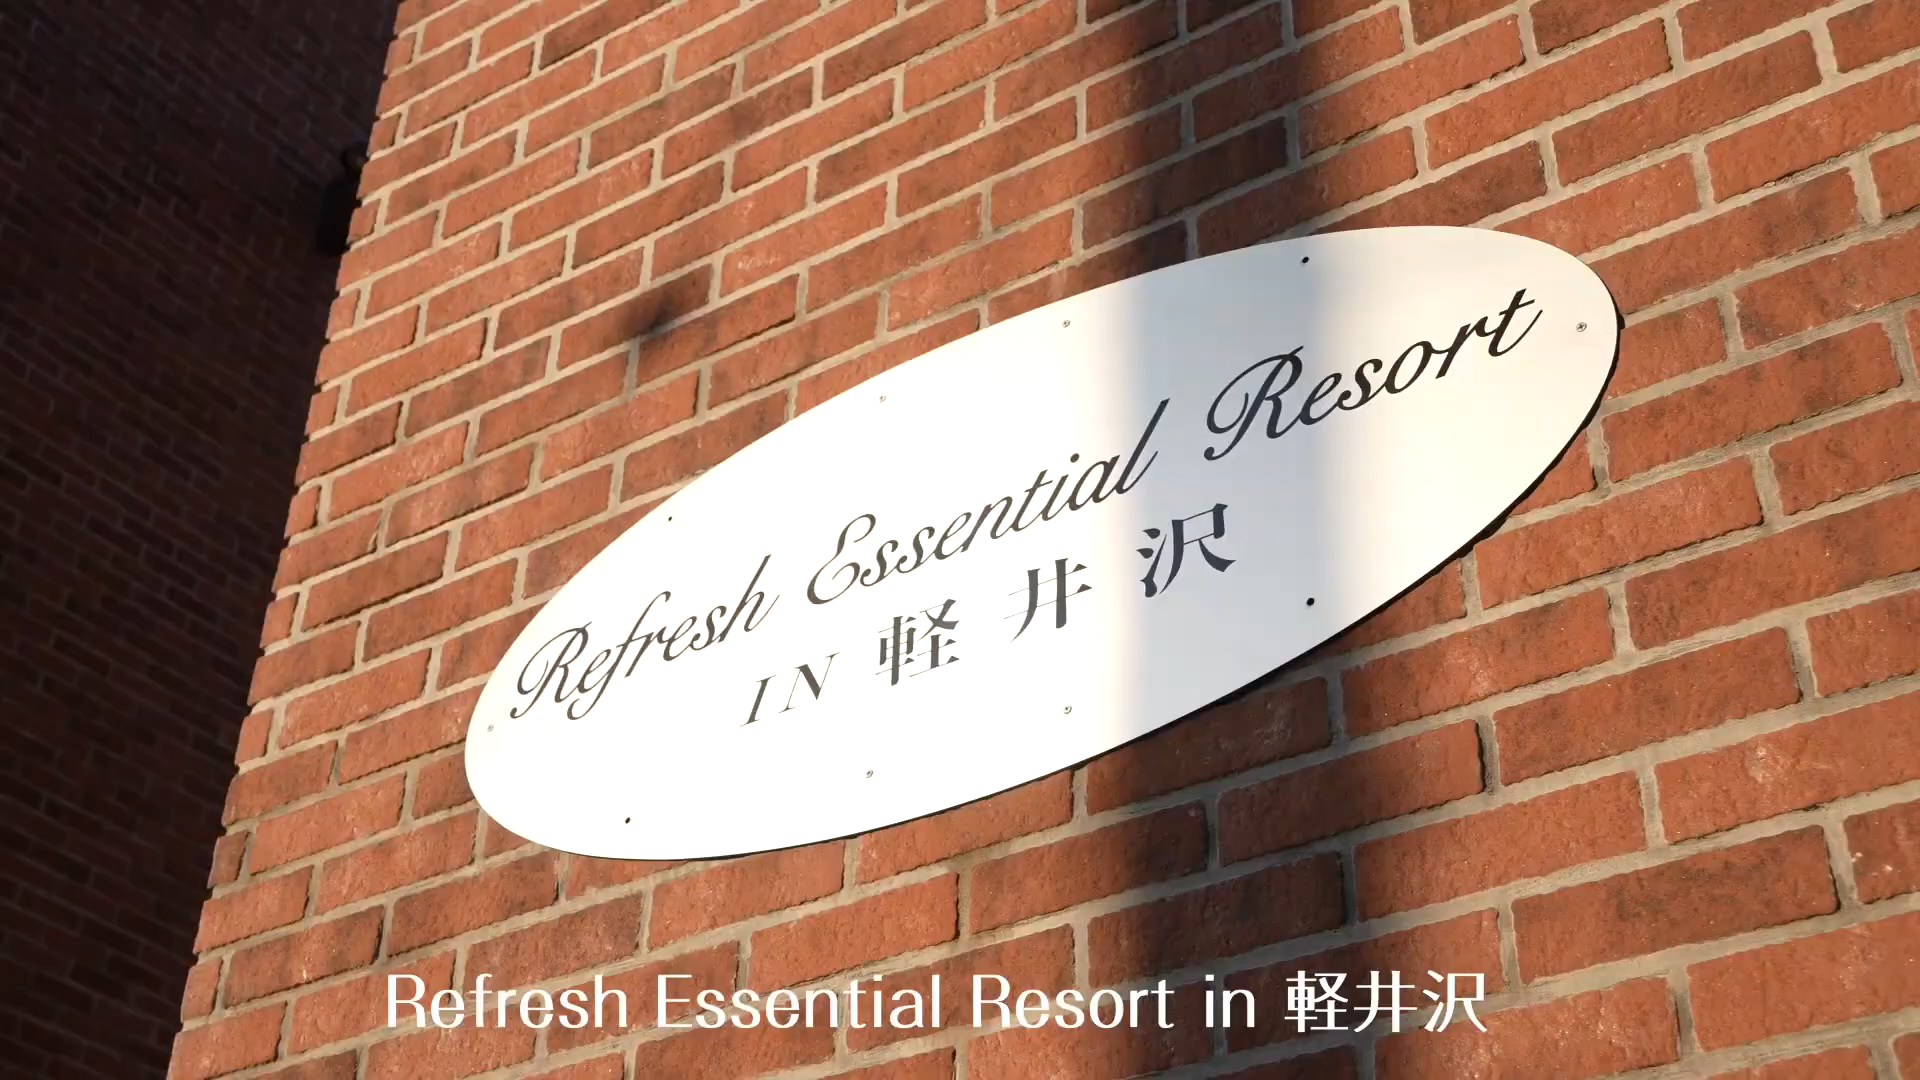 Refresh Essential Resort
IN 軽井沢
Refresh Essential Resort in 軽井沢